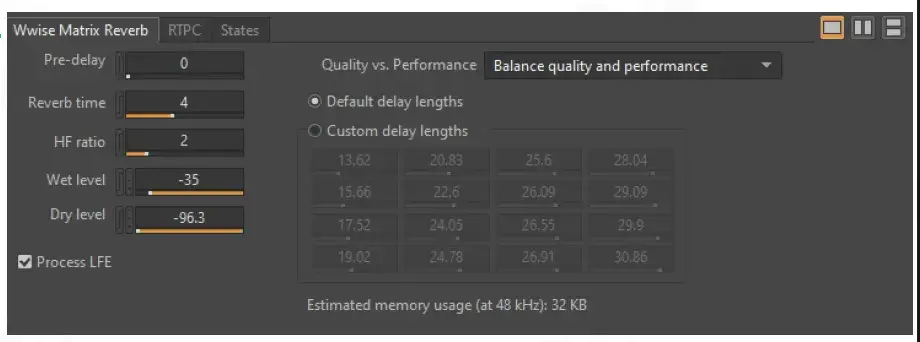 Wwise Matrix Reverb RTPC States
Pre-delay 0
Reverb time 4
HF ratio 2
Wet level -35
Dry level -96.3
Process LFE
Quality vs. Performance Balance quality and performance
Default delay lengths
Custom delay lengths
13.62 20.83 25.6 28.04
15.66 22.6 26.09 29.09
17.52 24.05 26.55 29.9
19.02 24.78 26.91 30.86
Estimated memory usage (at 48 kHz): 32 KB